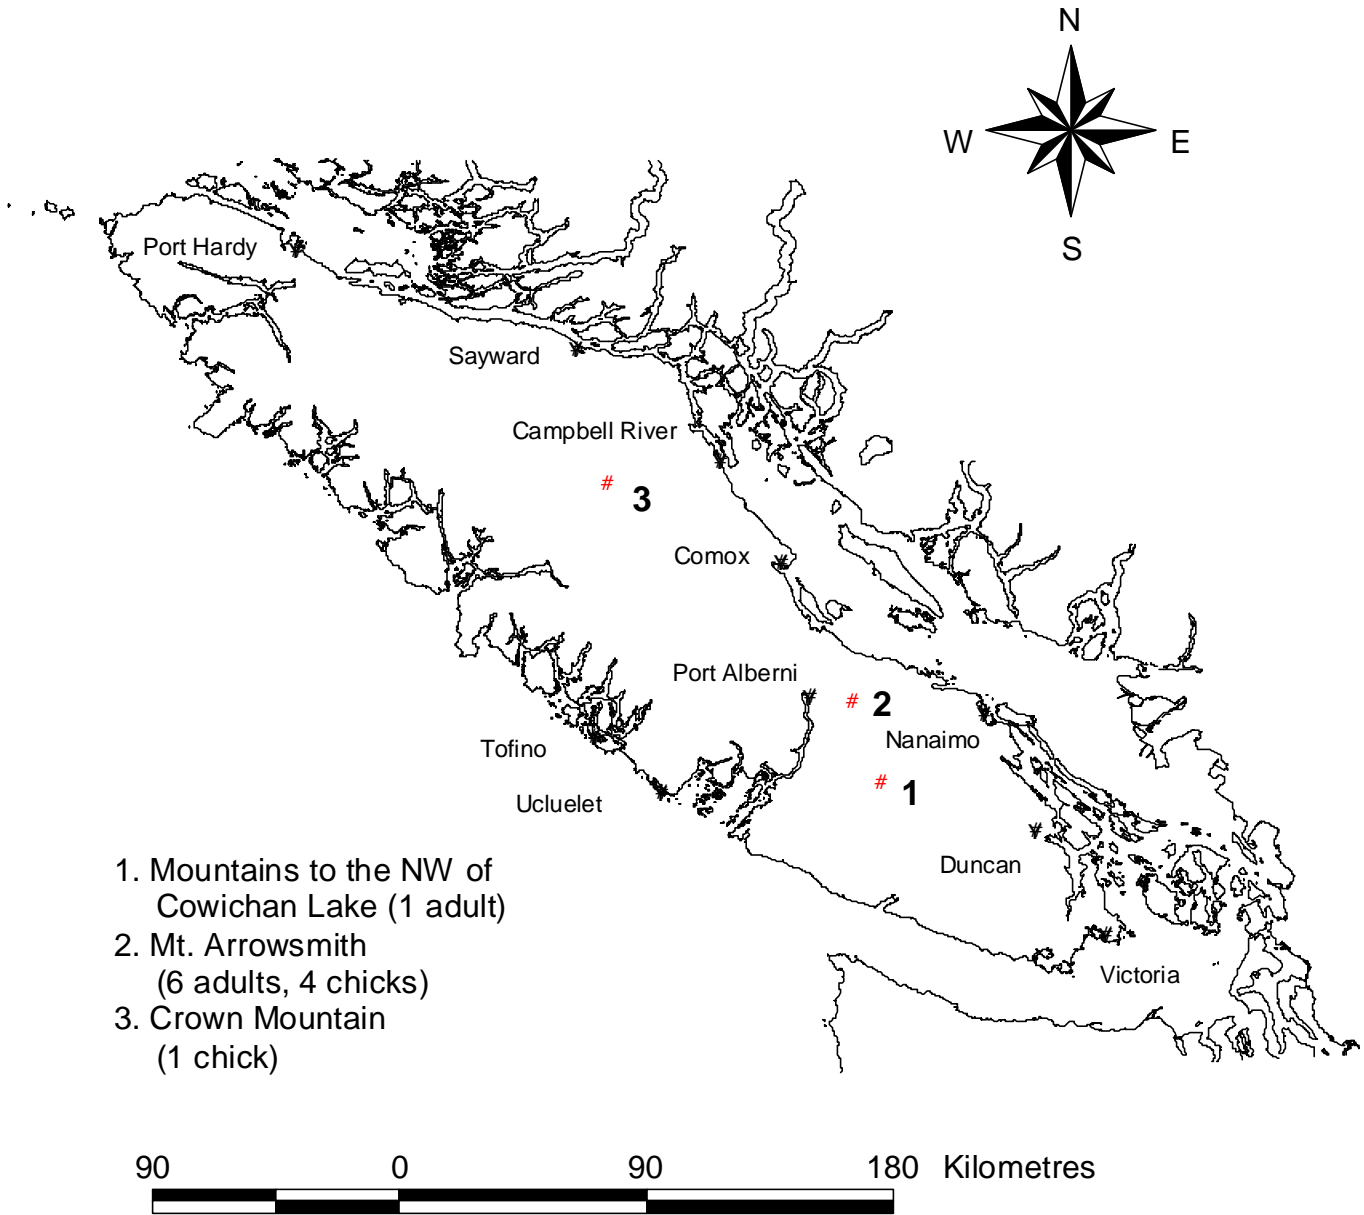 N
W
E
S
Port Hardy
Sayward
Campbell River
# 3
Comox
Port Alberni
# 2
Nanaimo
Tofino
# 1
Ucluelet
Duncan
Victoria
1. Mountains to the NW of
Cowichan Lake (1 adult)
2. Mt. Arrowsmith
(6 adults, 4 chicks)
3. Crown Mountain
(1 chick)
90 0 90 180 Kilometres